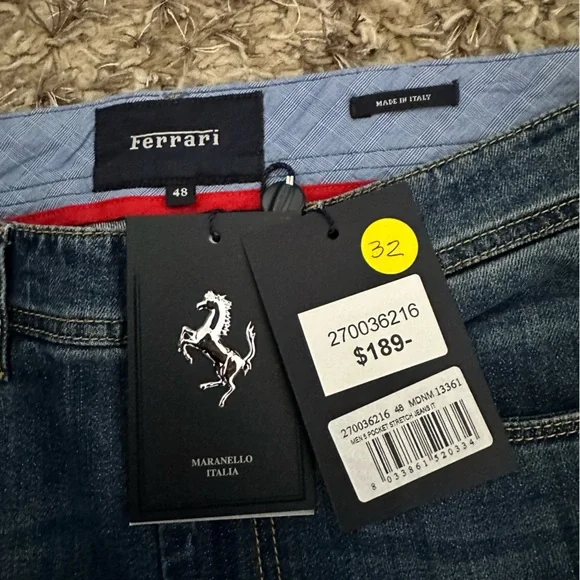 Ferrari
MADE IN ITALY
48
32
270036216
$189-
MARANELLO
ITALIA
270036216 48 MDNM 13361
MEN 5 POCKET STRETCH JEANS IT
8 033861 520334